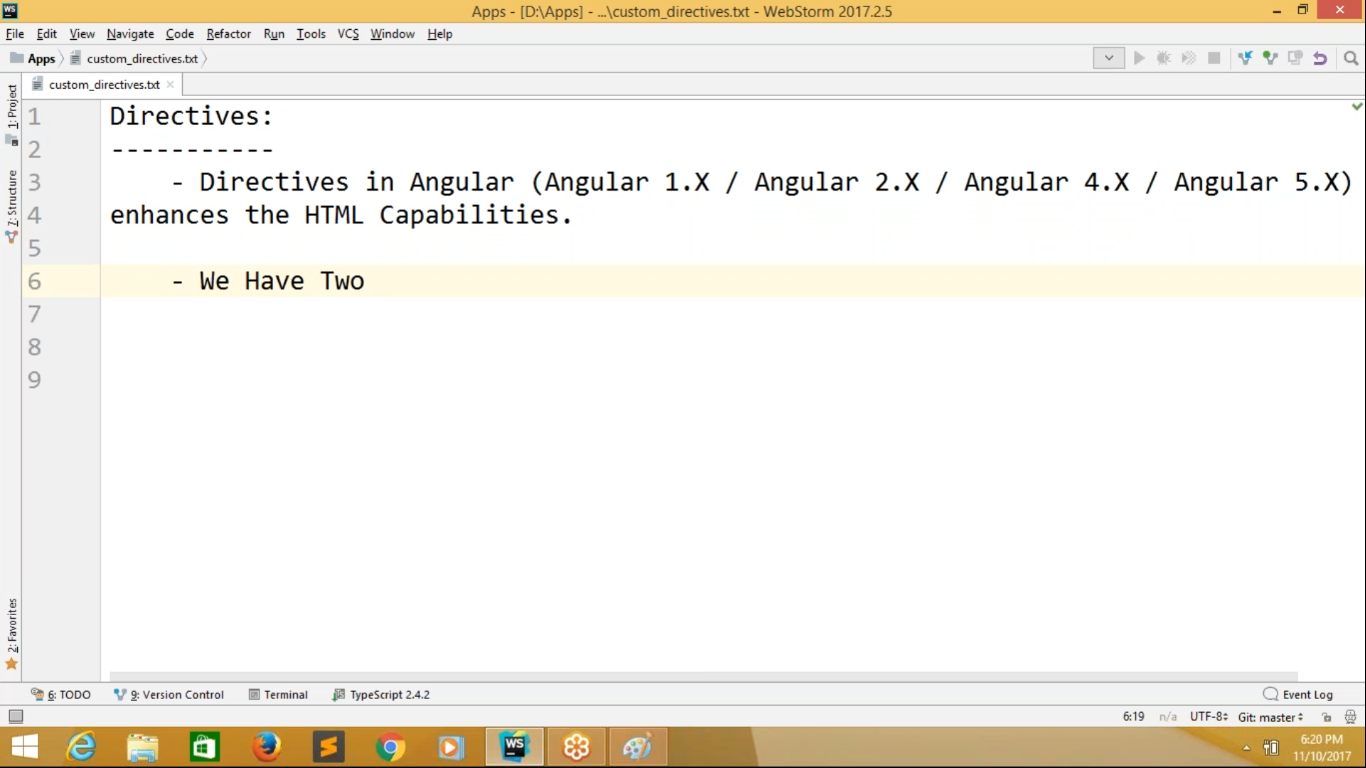 WS Apps - [D:\Apps] - ...\custom_directives.txt - WebStorm 2017.2.5
File Edit View Navigate Code Refactor Run Tools VCS Window Help
Apps custom_directives.txt
custom_directives.txt
1: Project
7: Structure
2: Favorites
1 Directives:
2 -----------
3 - Directives in Angular (Angular 1.X / Angular 2.X / Angular 4.X / Angular 5.X)
4 enhances the HTML Capabilities.
5
6 - We Have Two
7
8
9
6: TODO 9: Version Control Terminal TypeScript 2.4.2 Event Log
6:19 n/a UTF-8 Git: master
WS 6:20 PM
11/10/2017